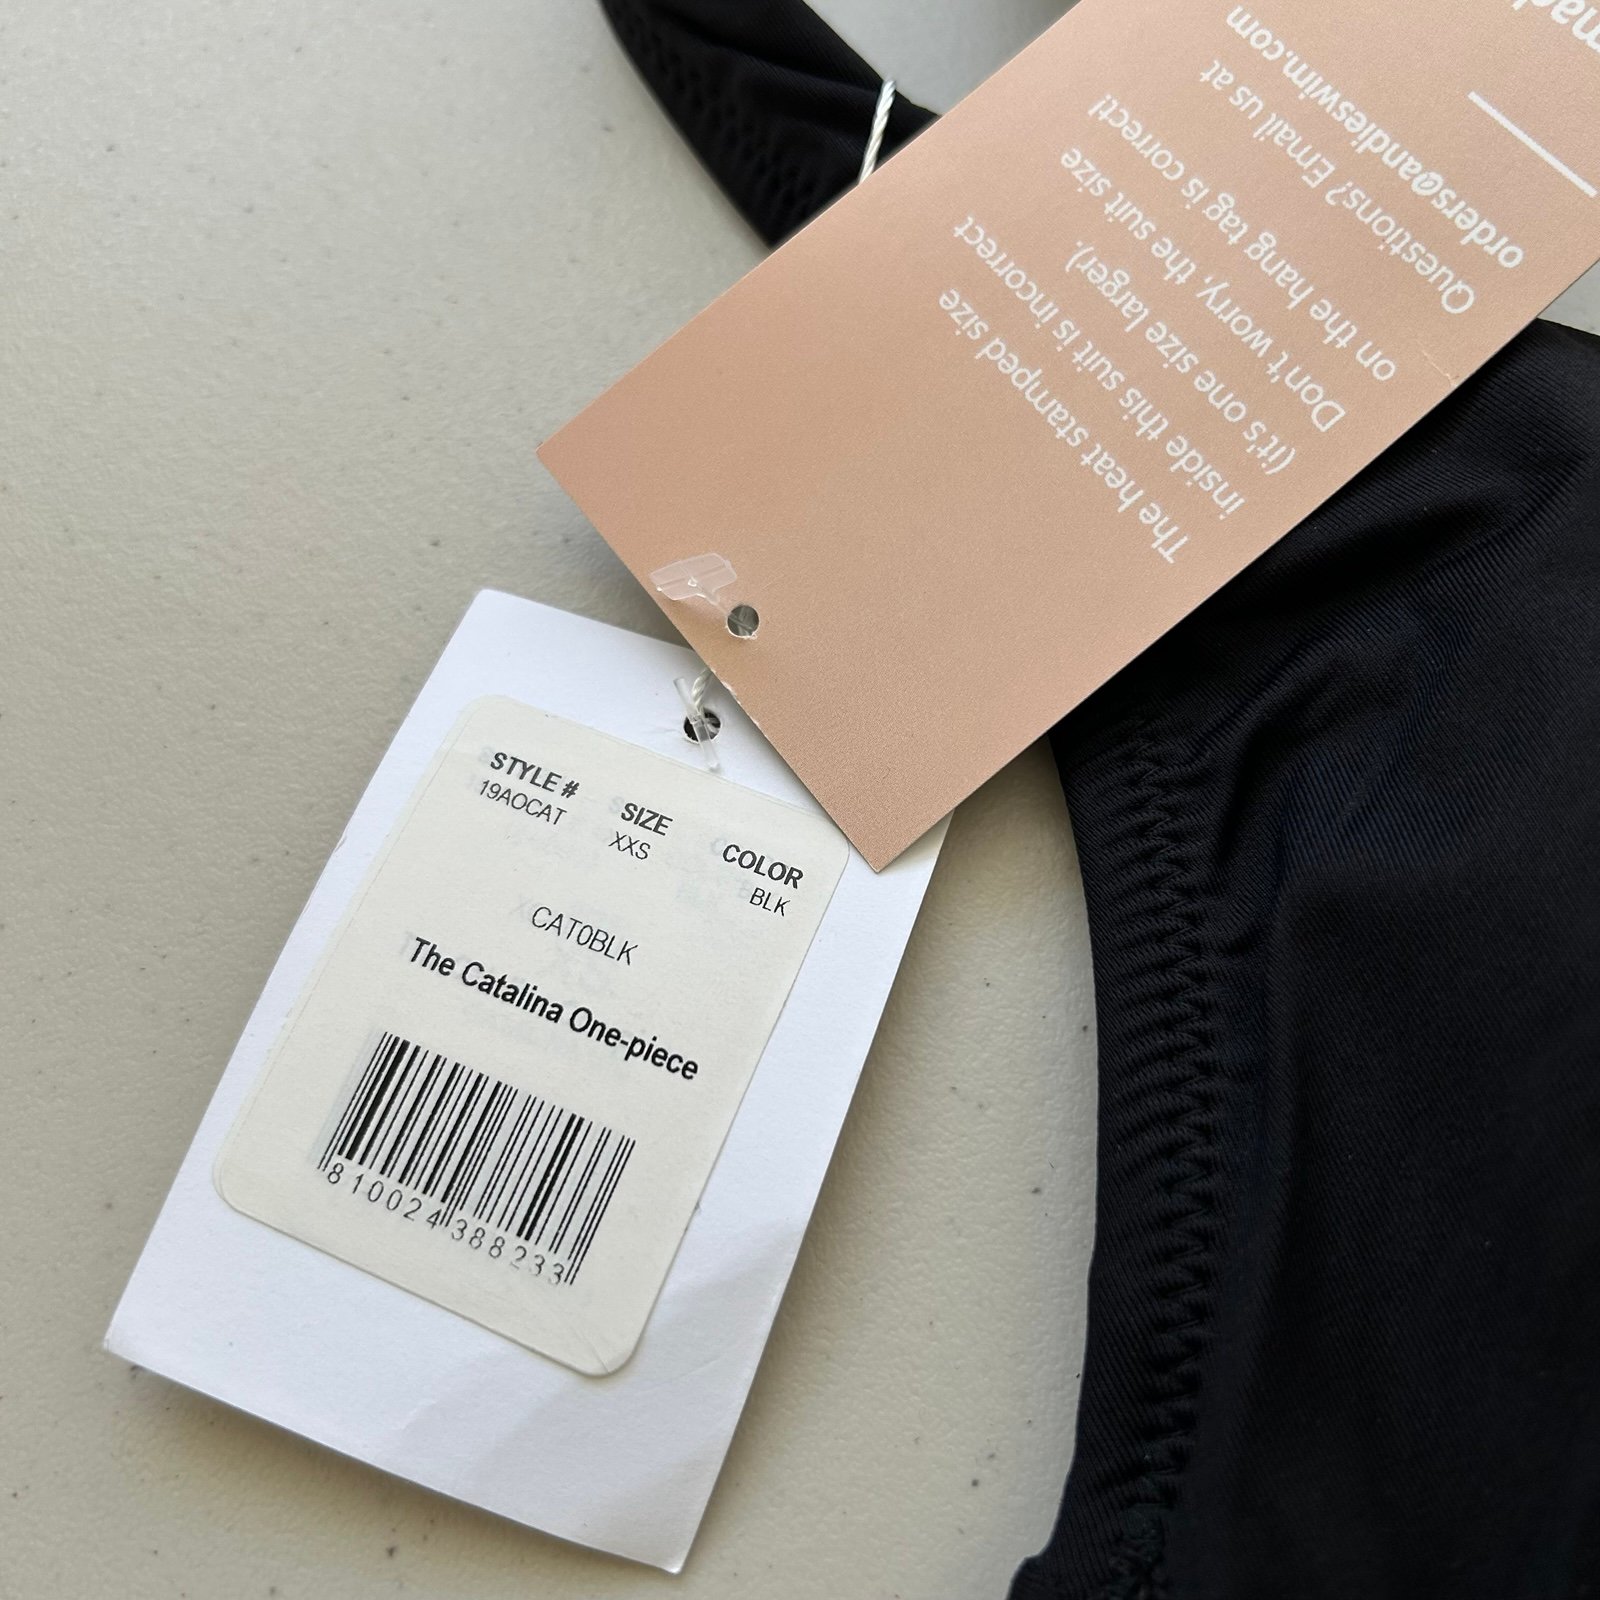 The heat stamped size
inside this suit is incorrect
(it's one size larger).
Don't worry, the suit size
on the hang tag is correct!
Questions? Email us at
orders@andieswim.com
STYLE # SIZE COLOR
19AOCAT XXS BLK
CAT0BLK
The Catalina One-piece
810024388233